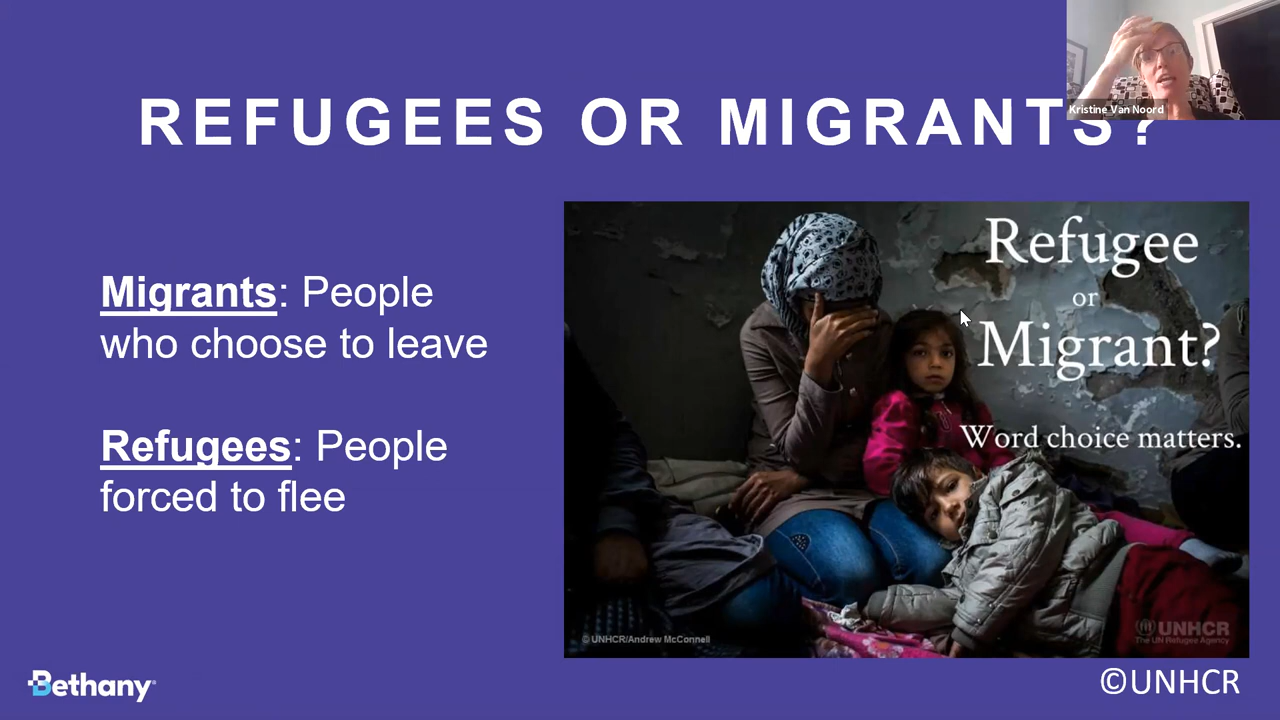 REFUGEES OR MIGRANTS?
Kristine Van Noord
Migrants: People
who choose to leave
Refugees: People
forced to flee
Refugee
or
Migrant?
Word choice matters.
© UNHCR/Andrew McConnell
UNHCR
The UN Refugee Agency
Bethany
©UNHCR